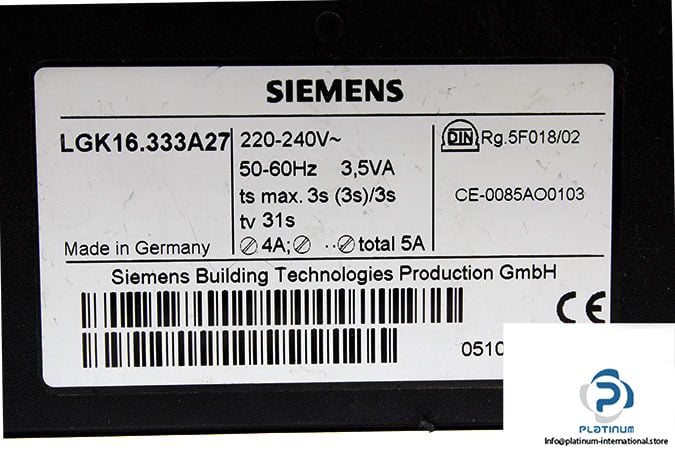 SIEMENS
LGK16.333A27
220-240V~
50-60Hz 3,5VA
ts max. 3s (3s)/3s
tv 31s
4A; ·· total 5A
DIN Rg.5F018/02
CE-0085AO0103
Made in Germany
Siemens Building Technologies Production GmbH
CE
0510
PLATINUM
info@platinum-international.store